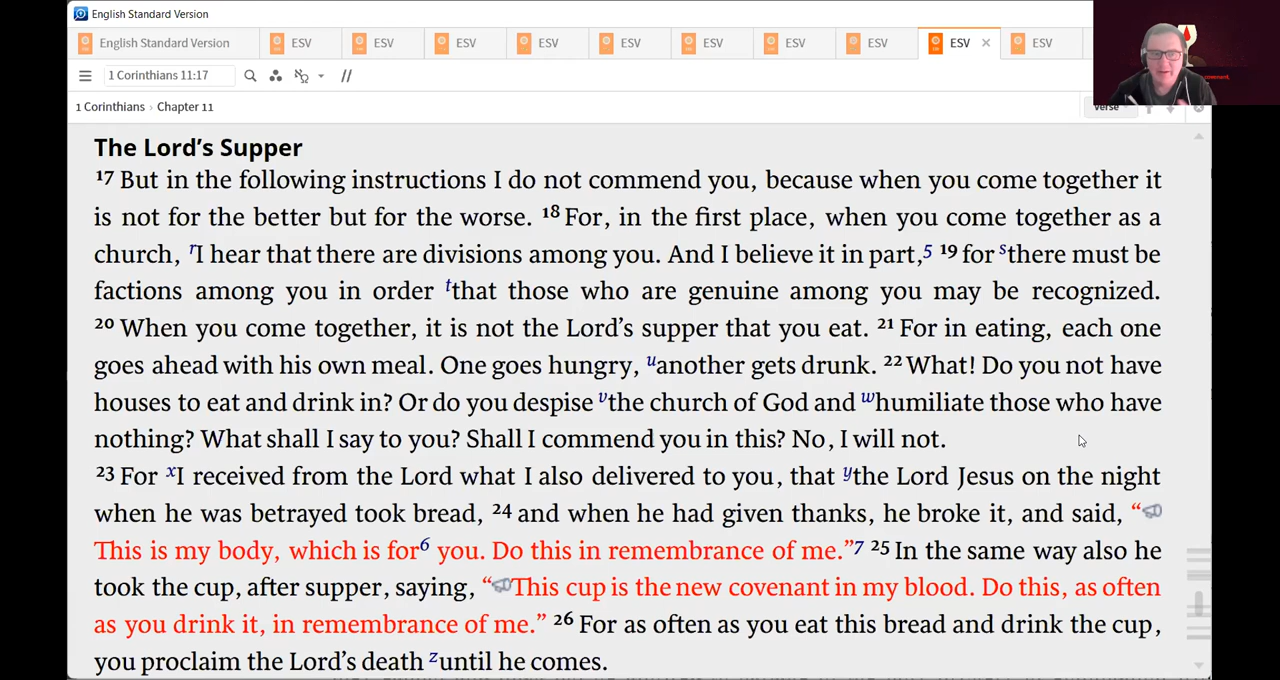 English Standard Version
English Standard Version ESV ESV ESV ESV ESV ESV ESV ESV ESV ESV
1 Corinthians 11:17
1 Corinthians › Chapter 11
Verse
The Lord’s Supper
17 But in the following instructions I do not commend you, because when you come together it
is not for the better but for the worse. 18 For, in the first place, when you come together as a
church, r I hear that there are divisions among you. And I believe it in part,5 19 for s there must be
factions among you in order t that those who are genuine among you may be recognized.
20 When you come together, it is not the Lord’s supper that you eat. 21 For in eating, each one
goes ahead with his own meal. One goes hungry, u another gets drunk. 22 What! Do you not have
houses to eat and drink in? Or do you despise v the church of God and w humiliate those who have
nothing? What shall I say to you? Shall I commend you in this? No, I will not.
23 For x I received from the Lord what I also delivered to you, that y the Lord Jesus on the night
when he was betrayed took bread, 24 and when he had given thanks, he broke it, and said, “
This is my body, which is for6 you. Do this in remembrance of me.”7 25 In the same way also he
took the cup, after supper, saying, “This cup is the new covenant in my blood. Do this, as often
as you drink it, in remembrance of me.” 26 For as often as you eat this bread and drink the cup,
you proclaim the Lord’s death z until he comes.